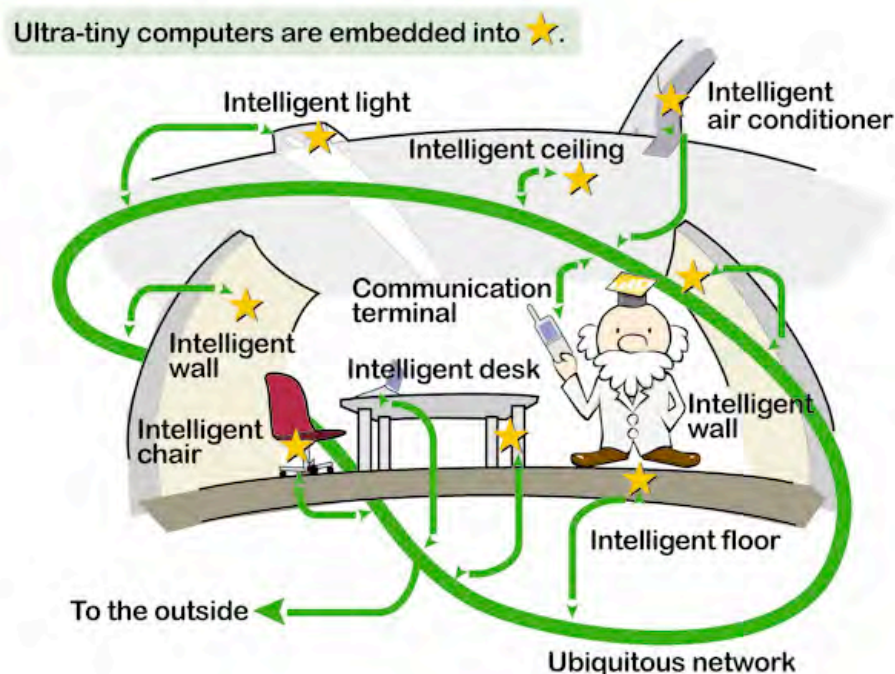 Ultra-tiny computers are embedded into ⭐.
Intelligent light
Intelligent
air conditioner
Intelligent ceiling
Communication
terminal
Intelligent
wall
Intelligent desk
Intelligent
wall
Intelligent
chair
Intelligent floor
To the outside
Ubiquitous network